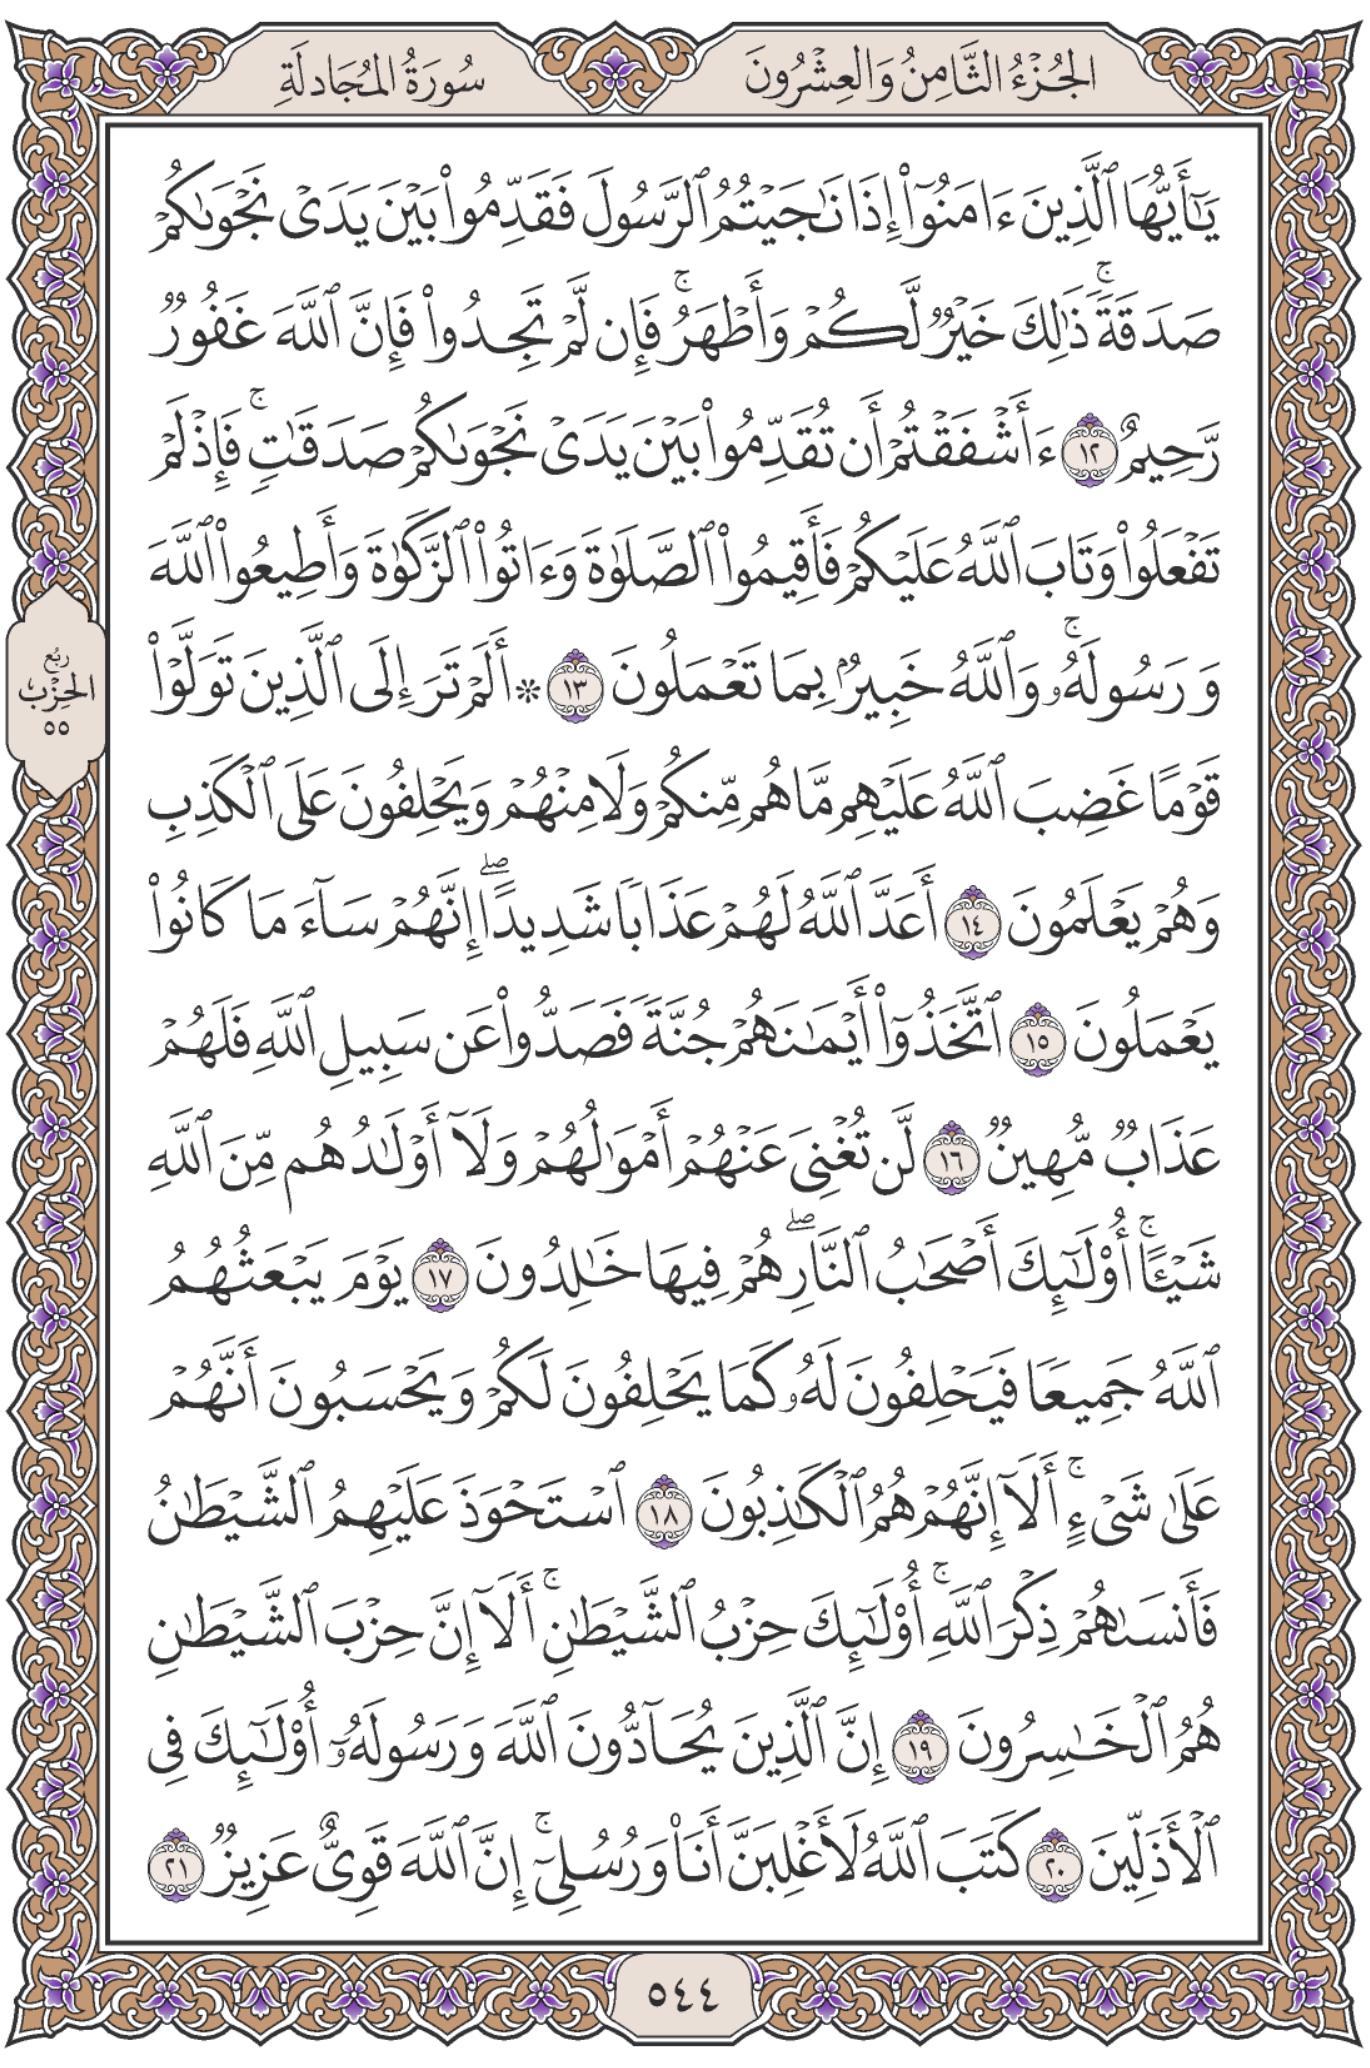 الجُزْءُ الثَّامِنُ وَالعِشْرُونَ
سُورَةُ المُجَادلَةِ
يَٰٓأَيُّهَا ٱلَّذِينَ ءَامَنُوٓاْ إِذَا نَٰجَيْتُمُ ٱلرَّسُولَ فَقَدِّمُواْ بَيْنَ يَدَىْ نَجْوَىٰكُمْ
صَدَقَةًۚ ذَٰلِكَ خَيْرٌ لَّكُمْ وَأَطْهَرُۚ فَإِن لَّمْ تَجِدُواْ فَإِنَّ ٱللَّهَ غَفُورٌ
رَّحِيمٌ ١٢ ءَأَشْفَقْتُمْ أَن تُقَدِّمُواْ بَيْنَ يَدَىْ نَجْوَىٰكُمْ صَدَقَٰتٍۚ فَإِذْ لَمْ
تَفْعَلُواْ وَتَابَ ٱللَّهُ عَلَيْكُمْ فَأَقِيمُواْ ٱلصَّلَوٰةَ وَءَاتُواْ ٱلزَّكَوٰةَ وَأَطِيعُواْ ٱللَّهَ
وَرَسُولَهُۥۚ وَٱللَّهُ خَبِيرُۢ بِمَا تَعْمَلُونَ ١٣ ۞ أَلَمْ تَرَ إِلَى ٱلَّذِينَ تَوَلَّوْاْ
قَوْمًا غَضِبَ ٱللَّهُ عَلَيْهِم مَّا هُم مِّنكُمْ وَلَا مِنْهُمْ وَيَحْلِفُونَ عَلَى ٱلْكَذِبِ
وَهُمْ يَعْلَمُونَ ١٤ أَعَدَّ ٱللَّهُ لَهُمْ عَذَابًا شَدِيدًاۖ إِنَّهُمْ سَآءَ مَا كَانُواْ
يَعْمَلُونَ ١٥ ٱتَّخَذُوٓاْ أَيْمَٰنَهُمْ جُنَّةً فَصَدُّواْ عَن سَبِيلِ ٱللَّهِ فَلَهُمْ
عَذَابٌ مُّهِينٌ ١٦ لَّن تُغْنِىَ عَنْهُمْ أَمْوَٰلُهُمْ وَلَآ أَوْلَٰدُهُم مِّنَ ٱللَّهِ
شَيْـًٔاۚ أُوْلَٰٓئِكَ أَصْحَٰبُ ٱلنَّارِۖ هُمْ فِيهَا خَٰلِدُونَ ١٧ يَوْمَ يَبْعَثُهُمُ
ٱللَّهُ جَمِيعًا فَيَحْلِفُونَ لَهُۥ كَمَا يَحْلِفُونَ لَكُمْ وَيَحْسَبُونَ أَنَّهُمْ
عَلَىٰ شَىْءٍۚ أَلَآ إِنَّهُمْ هُمُ ٱلْكَٰذِبُونَ ١٨ ٱسْتَحْوَذَ عَلَيْهِمُ ٱلشَّيْطَٰنُ
فَأَنسَىٰهُمْ ذِكْرَ ٱللَّهِۚ أُوْلَٰٓئِكَ حِزْبُ ٱلشَّيْطَٰنِۚ أَلَآ إِنَّ حِزْبَ ٱلشَّيْطَٰنِ
هُمُ ٱلْخَٰسِرُونَ ١٩ إِنَّ ٱلَّذِينَ يُحَآدُّونَ ٱللَّهَ وَرَسُولَهُۥٓ أُوْلَٰٓئِكَ فِى
ٱلْأَذَلِّينَ ٢٠ كَتَبَ ٱللَّهُ لَأَغْلِبَنَّ أَنَا۠ وَرُسُلِىٓۚ إِنَّ ٱللَّهَ قَوِىٌّ عَزِيزٌ ٢١
رُبُع
الحِزْب
٥٥
٥٤٤